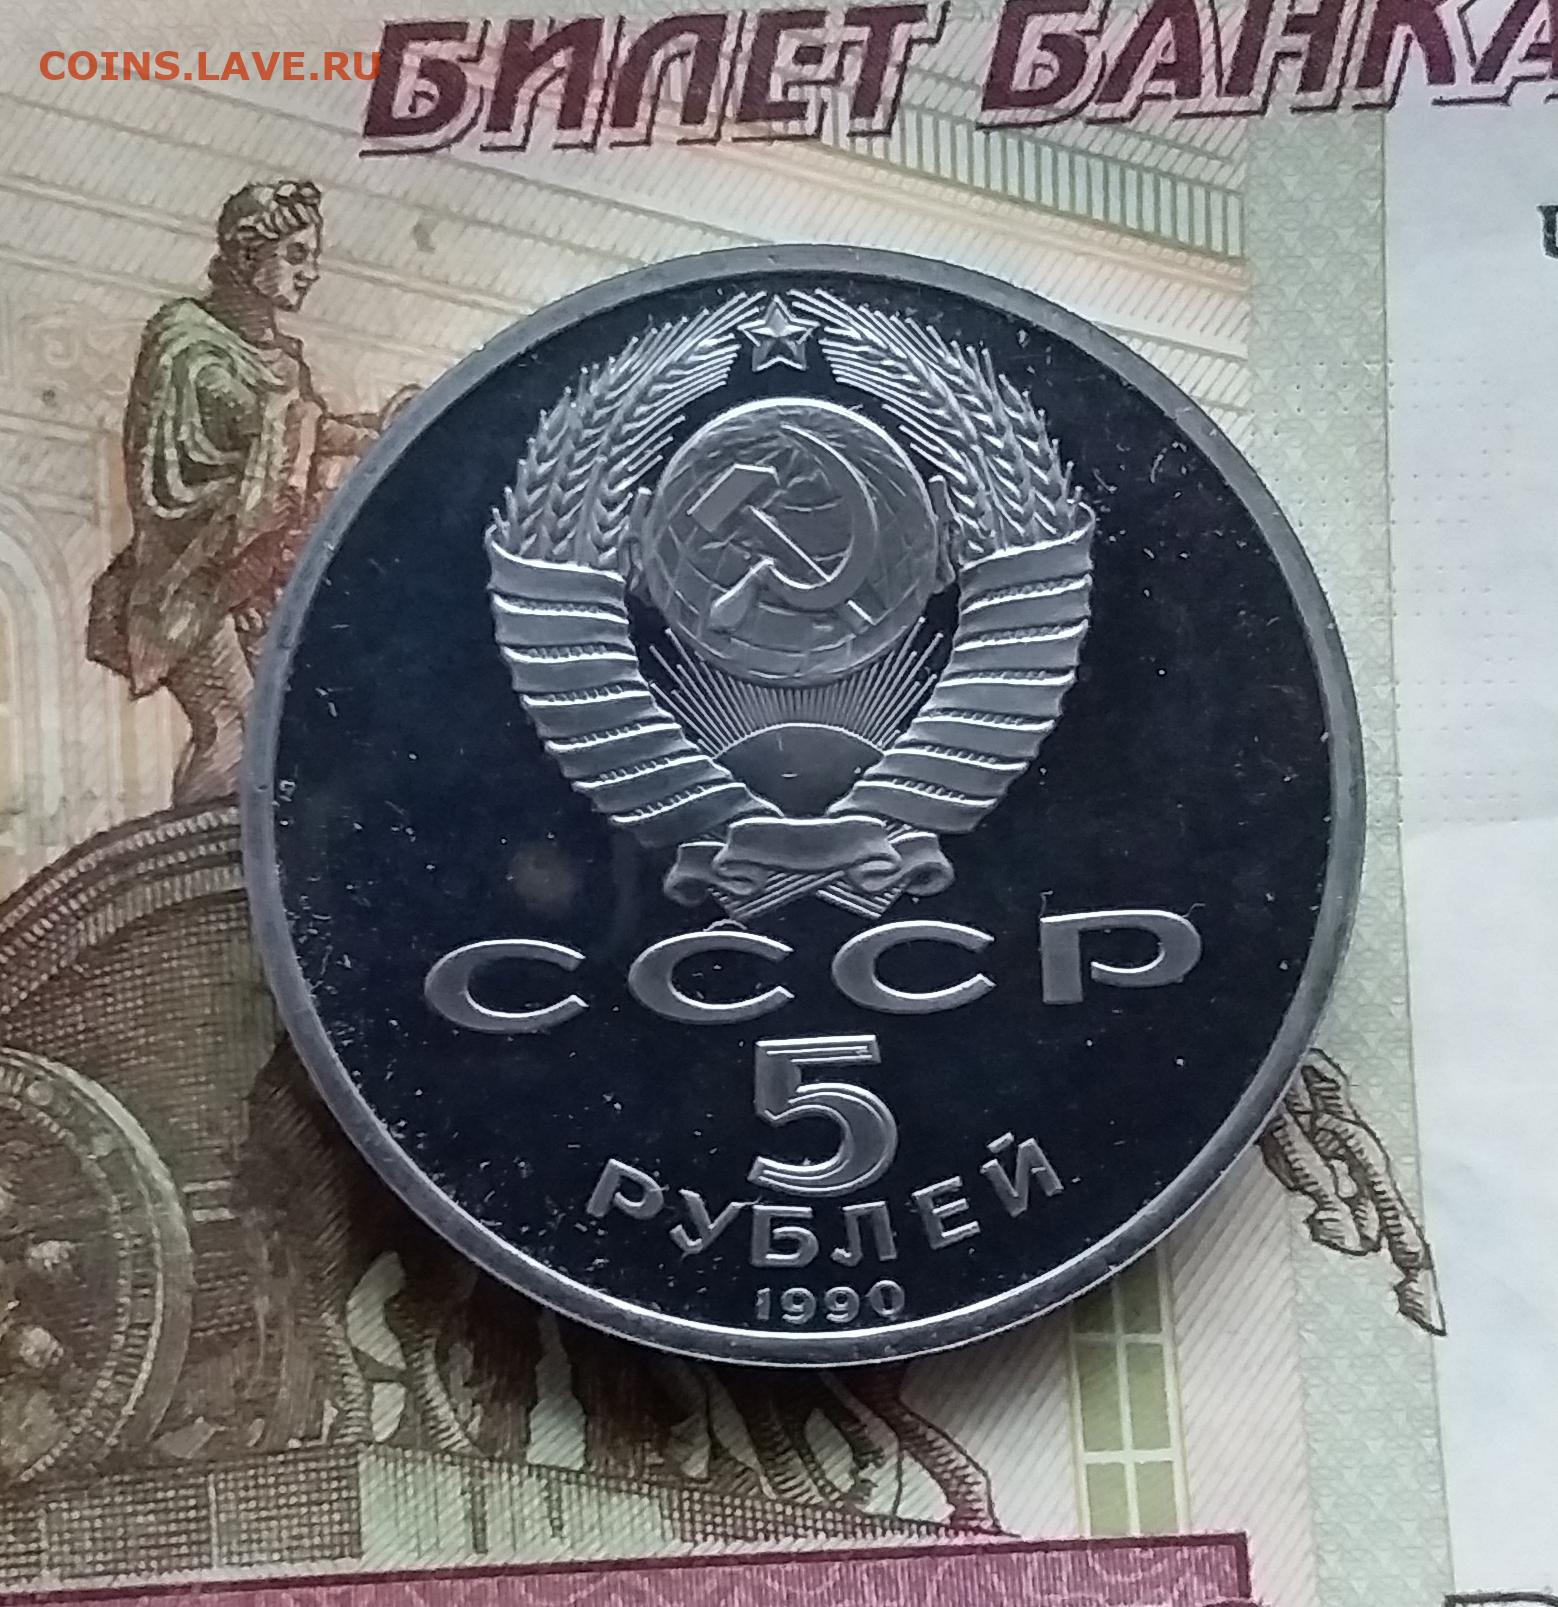 COINS.LAVE.RU
БИЛЕТ БАНКА
СССР
5
РУБЛЕЙ
1990